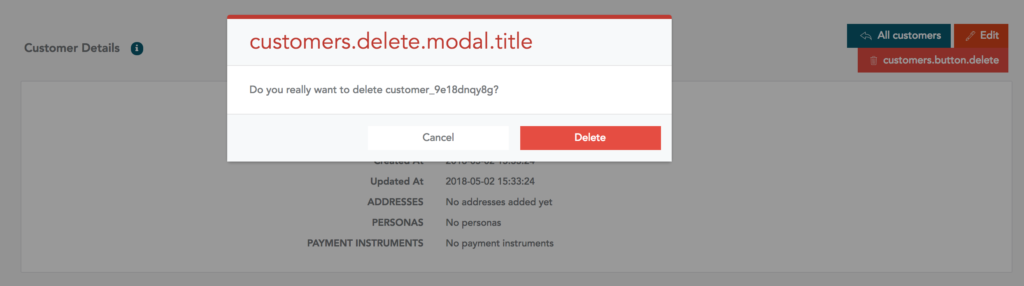 customers.delete.modal.title
Customer Details
All customers
Edit
customers.button.delete
Do you really want to delete customer_9e18dnqy8g?
Cancel
Delete
Created At 2018-05-02 15:33:24
Updated At 2018-05-02 15:33:24
ADDRESSES No addresses added yet
PERSONAS No personas
PAYMENT INSTRUMENTS No payment instruments